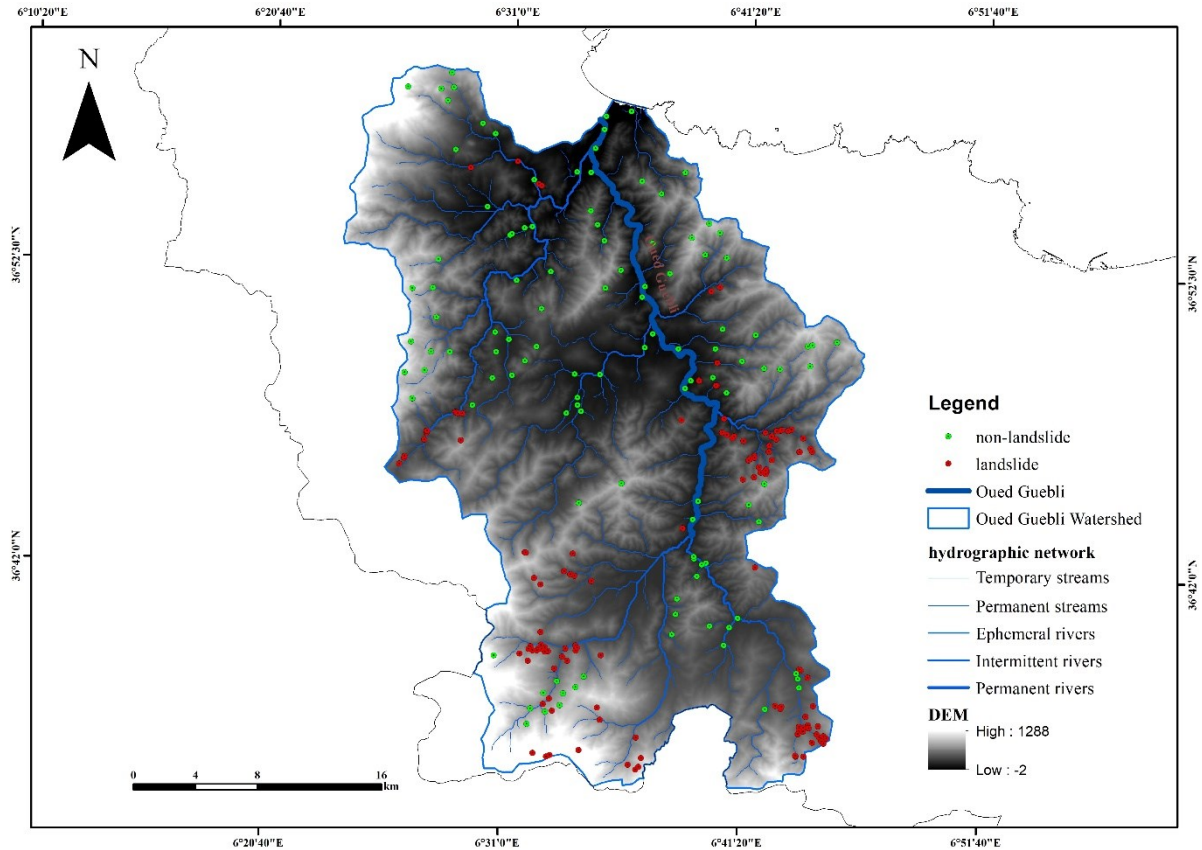 6°10'20"E 6°20'40"E 6°31'0"E 6°41'20"E 6°51'40"E
N
36°52'30"N
36°52'30"N
Oued Guebli
Legend
non-landslide
landslide
Oued Guebli
Oued Guebli Watershed
hydrographic network
Temporary streams
Permanent streams
Ephemeral rivers
Intermittent rivers
Permanent rivers
DEM
High : 1288
Low : -2
36°42'0"N
36°42'0"N
0 4 8 16
km
6°20'40"E 6°31'0"E 6°41'20"E 6°51'40"E